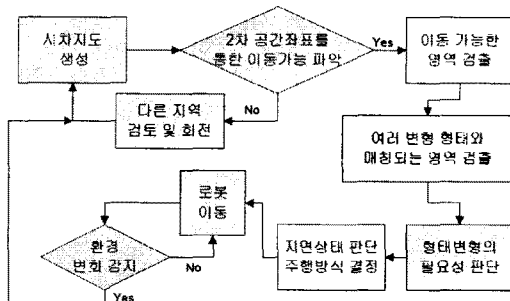 시차지도
생성
2차 공간좌표를
통한 이동가능 파악
Yes
이동 가능한
영역 검출
No
다른 지역
검토 및 회전
여러 변형 형태와
매칭되는 영역 검출
로봇
이동
환경
변화 감지
No
지면상태 판단
주행방식 결정
형태변형의
필요성 판단
Yes